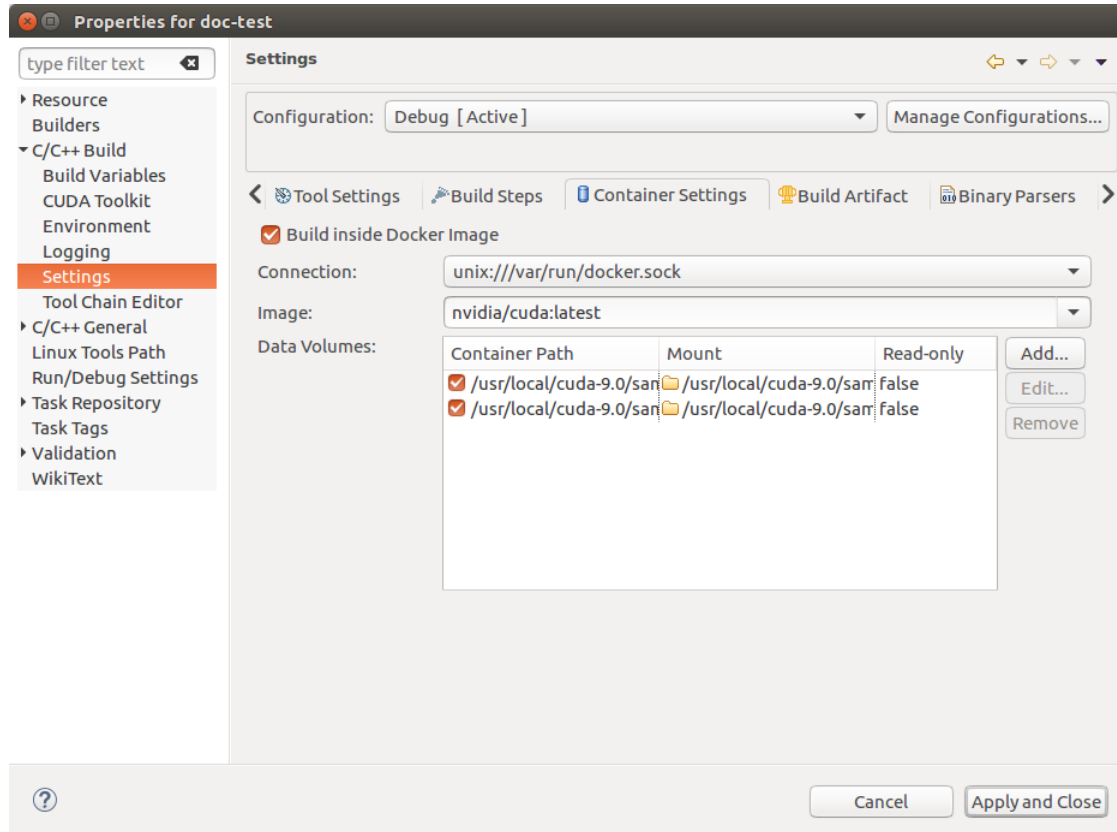 Properties for doc-test
type filter text
Resource
Builders
C/C++ Build
Build Variables
CUDA Toolkit
Environment
Logging
Settings
Tool Chain Editor
C/C++ General
Linux Tools Path
Run/Debug Settings
Task Repository
Task Tags
Validation
WikiText
Settings
Configuration: Debug [Active] Manage Configurations...
Tool Settings Build Steps Container Settings Build Artifact Binary Parsers
Build inside Docker Image
Connection: unix:///var/run/docker.sock
Image: nvidia/cuda:latest
Data Volumes: Container Path Mount Read-only Add...
/usr/local/cuda-9.0/sam /usr/local/cuda-9.0/sam false Edit...
/usr/local/cuda-9.0/sam /usr/local/cuda-9.0/sam false Remove
Cancel Apply and Close